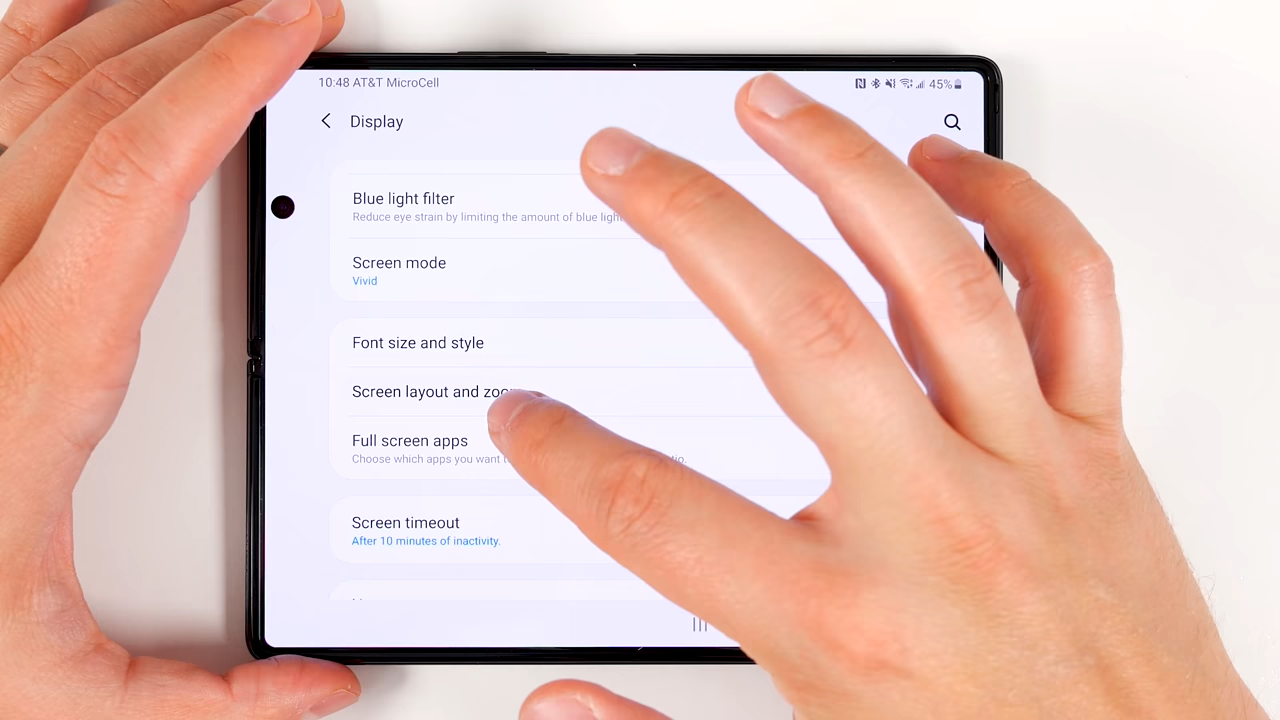 10:48 AT&T MicroCell 45%
Display
Blue light filter
Reduce eye strain by limiting the amount of blue light
Screen mode
Vivid
Font size and style
Screen layout and zoom
Full screen apps
Choose which apps you want
Screen timeout
After 10 minutes of inactivity.